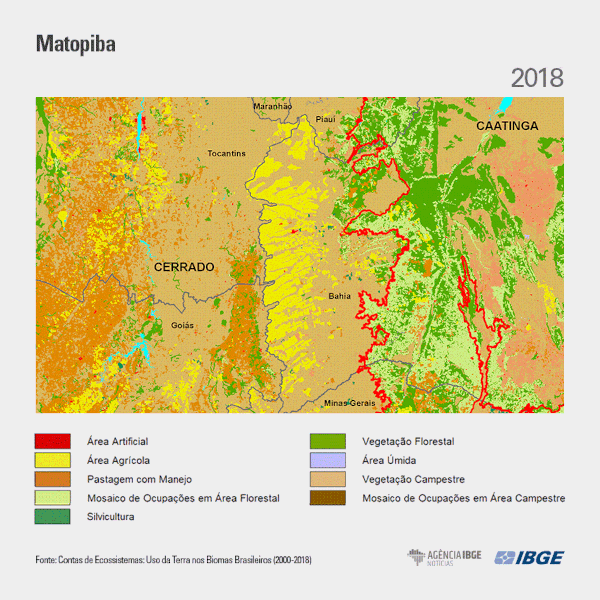 Matopiba
2018
Maranhão
Piauí
CAATINGA
Tocantins
CERRADO
Bahia
Goiás
Minas Gerais
Área Artificial
Área Agrícola
Pastagem com Manejo
Mosaico de Ocupações em Área Florestal
Silvicultura
Vegetação Florestal
Área Úmida
Vegetação Campestre
Mosaico de Ocupações em Área Campestre
Fonte: Contas de Ecossistemas: Uso da Terra nos Biomas Brasileiros (2000-2018)
AGÊNCIA IBGE
NOTÍCIAS
IBGE